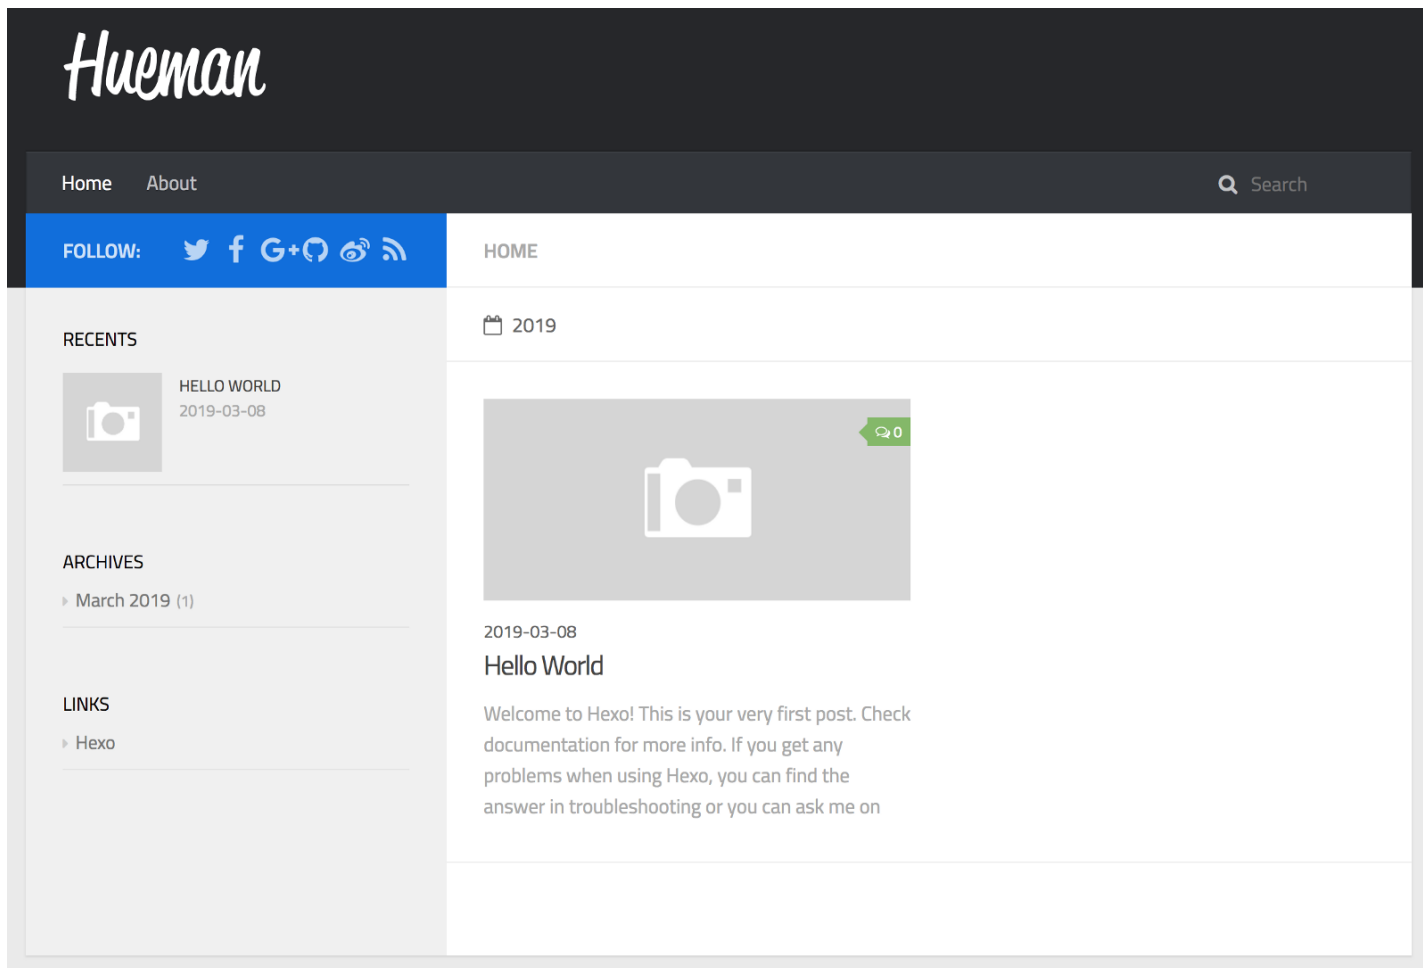 Hueman
Home About Search
FOLLOW:
HOME
2019
RECENTS
HELLO WORLD
2019-03-08
ARCHIVES
March 2019 (1)
LINKS
Hexo
0
2019-03-08
Hello World
Welcome to Hexo! This is your very first post. Check
documentation for more info. If you get any
problems when using Hexo, you can find the
answer in troubleshooting or you can ask me on